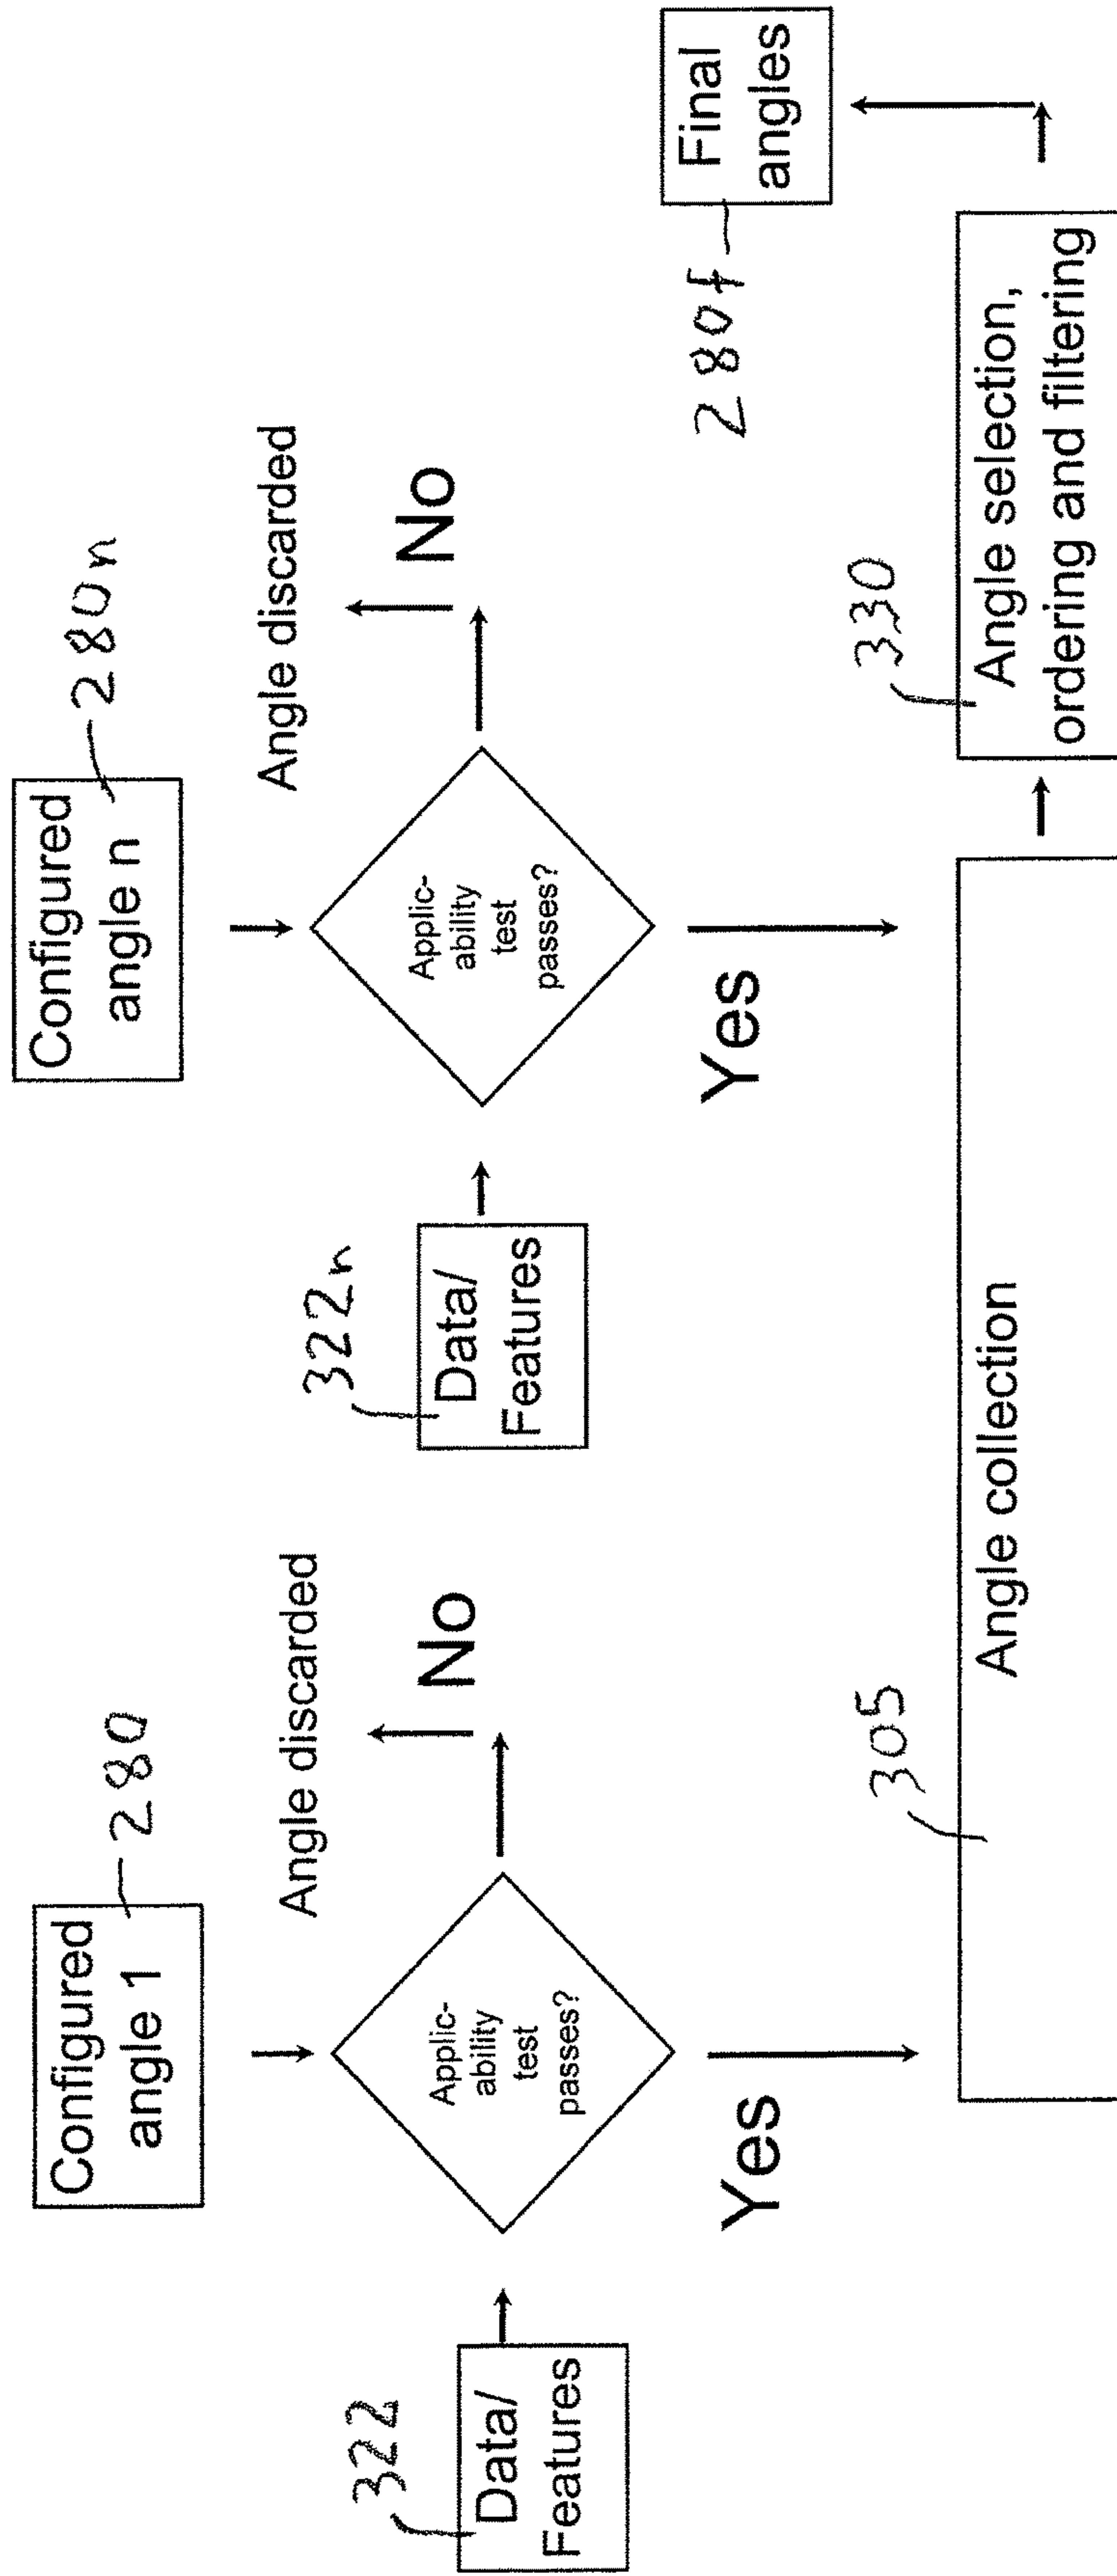 Configured
angle 1
280
Configured
angle n
280n
Angle discarded
No
Angle discarded
No
322
Data/
Features
Applic-
ability
test
passes?
322n
Data/
Features
Applic-
ability
test
passes?
Yes
Yes
280f
Final
angles
305
Angle collection
330
Angle selection,
ordering and filtering